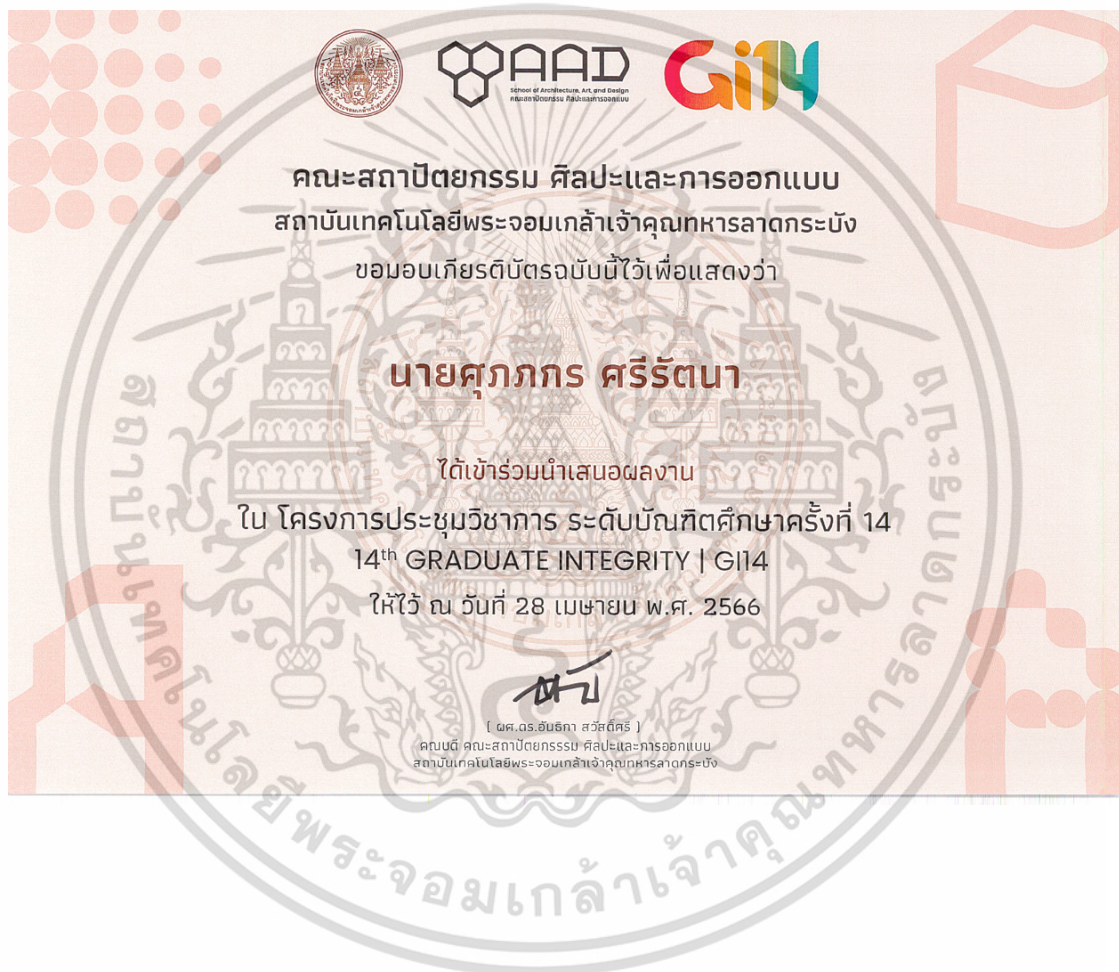 AAD
School of Architecture, Art, and Design
คณะสถาปัตยกรรม ศิลปะและการออกแบบ
Gi14
คณะสถาปัตยกรรม ศิลปะและการออกแบบ
สถาบันเทคโนโลยีพระจอมเกล้าเจ้าคุณทหารลาดกระบัง
ขอมอบเกียรติบัตรฉบับนี้ไว้เพื่อแสดงว่า
นายศุภภกร ศรีรัตนา
ได้เข้าร่วมนำเสนอผลงาน
ใน โครงการประชุมวิชาการ ระดับบัณฑิตศึกษาครั้งที่ 14
14th GRADUATE INTEGRITY | GI14
ให้ไว้ ณ วันที่ 28 เมษายน พ.ศ. 2566
( ผศ.ดร.อันธิกา สวัสดิ์ศรี )
คณบดี คณะสถาปัตยกรรรม ศิลปะและการออกแบบ
สถาบันเทคโนโลยีพระจอมเกล้าเจ้าคุณทหารลาดกระบัง
สถาบันเทคโนโลยีพระจอมเกล้าเจ้าคุณทหารลาดกระบัง